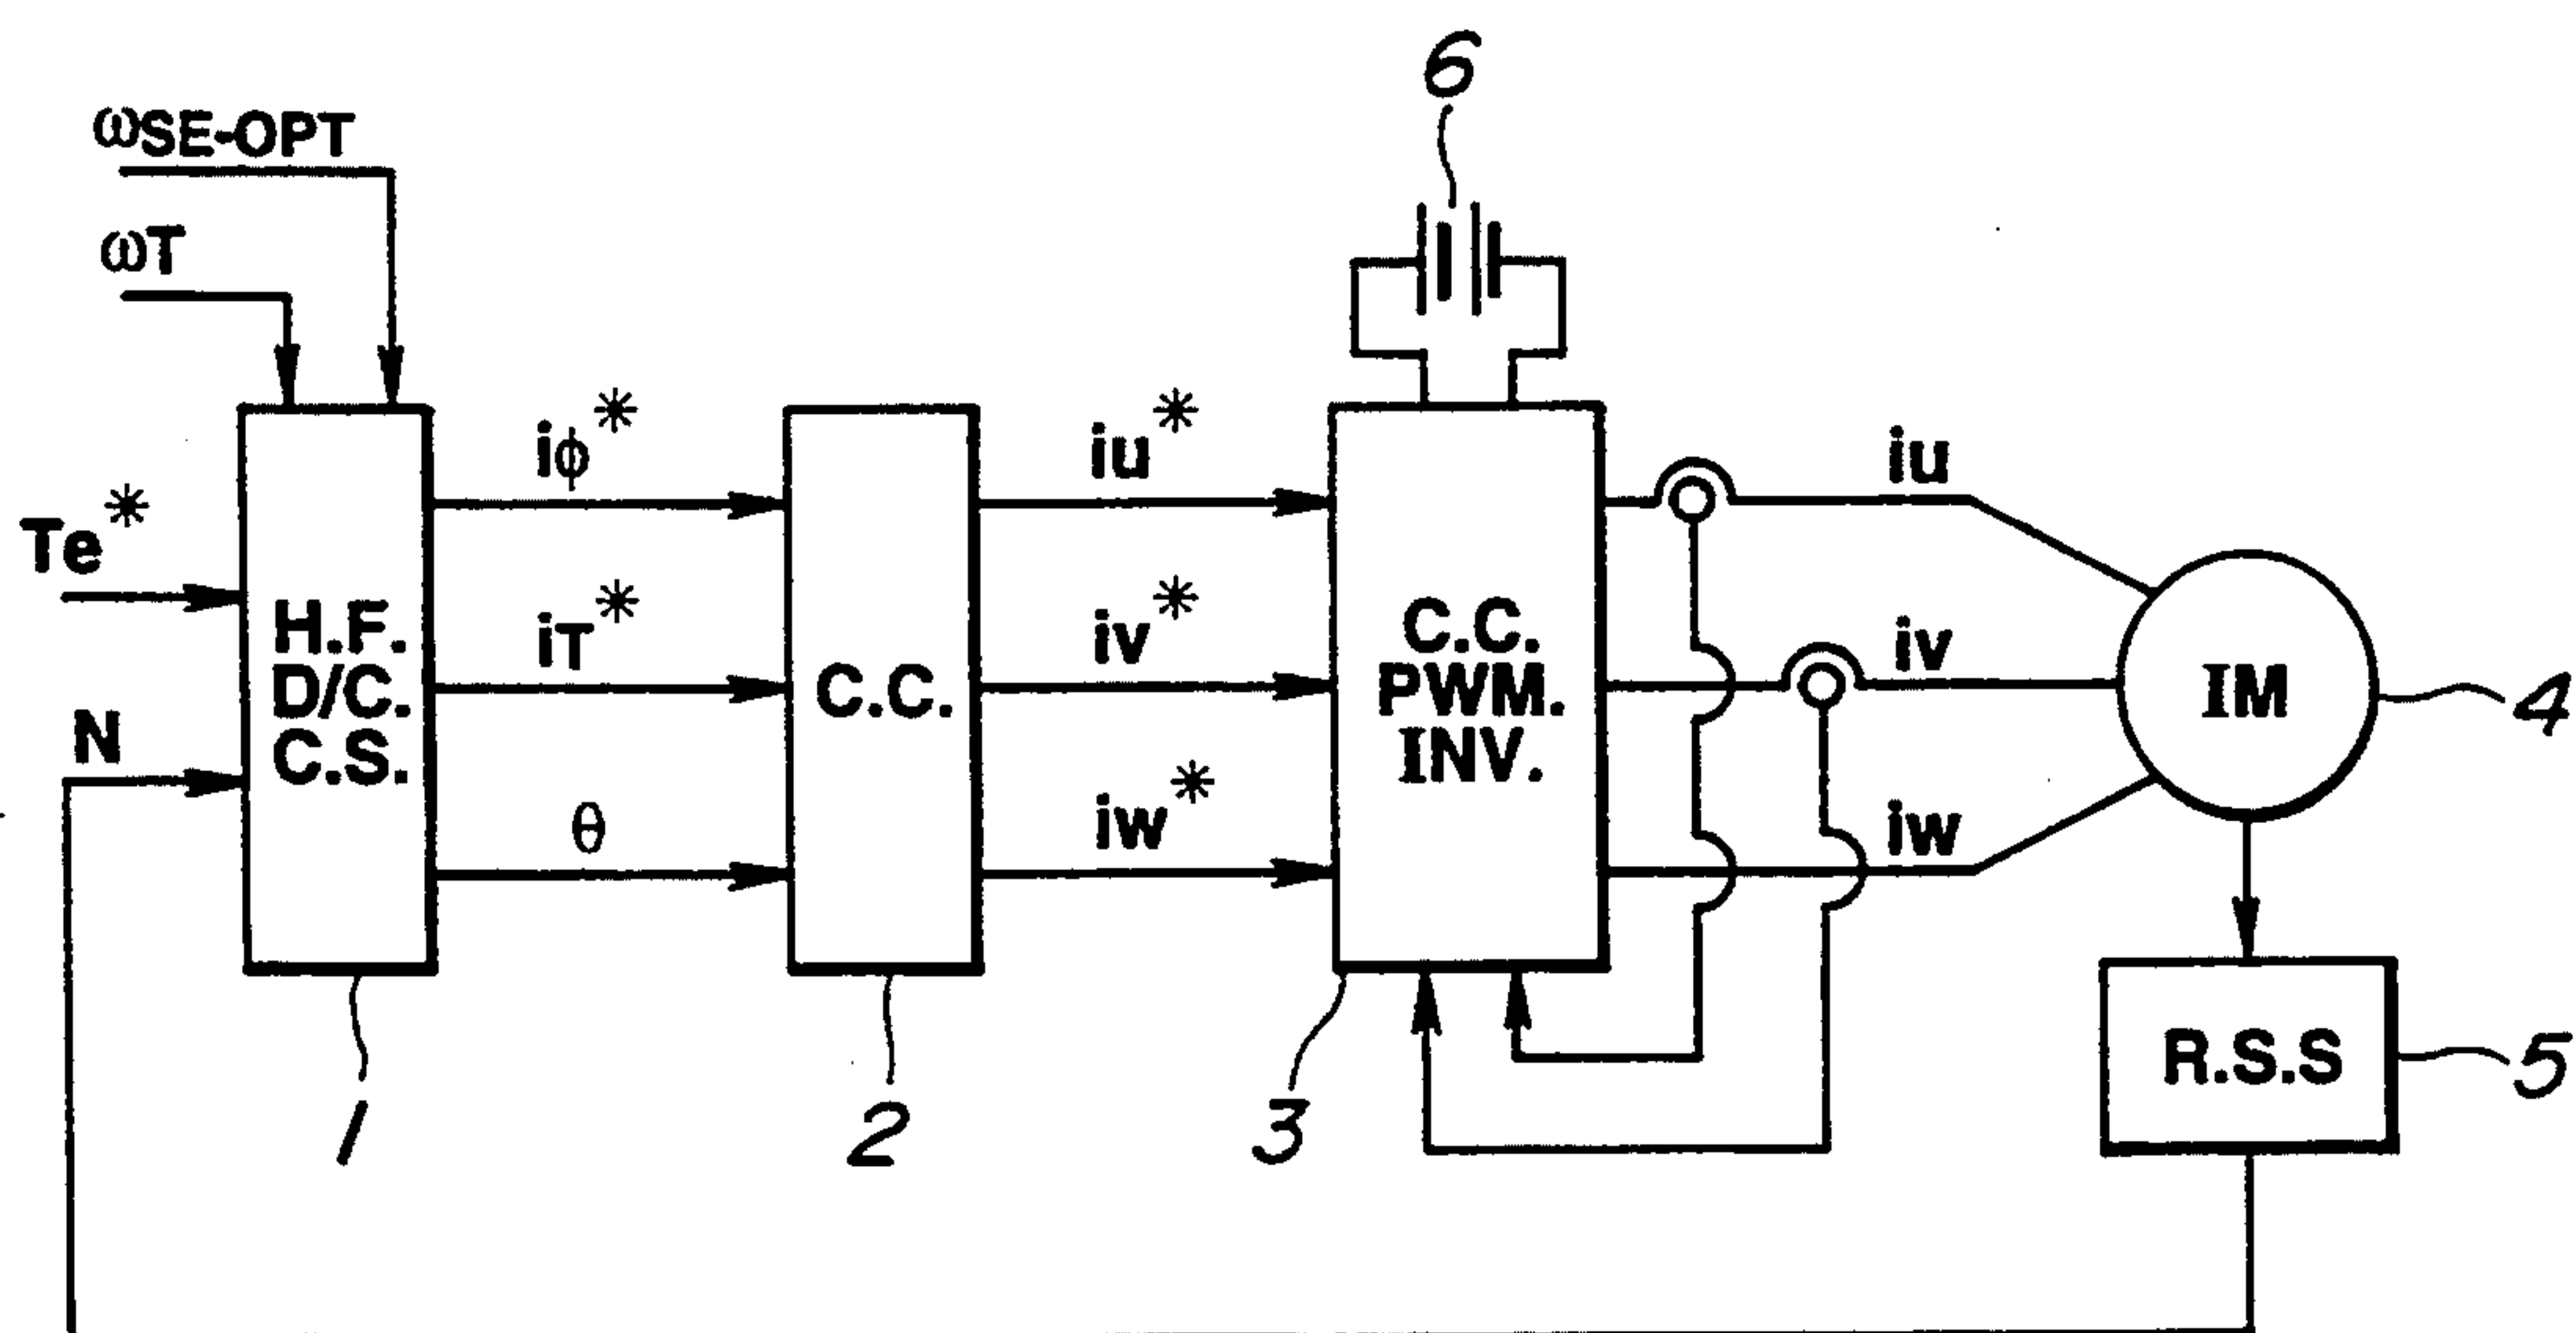 6
ωSE-OPT
ωT
Te*
N
H.F.
D/C.
C.S.
iφ*
iT*
θ
C.C.
iu*
iv*
iw*
C.C.
PWM.
INV.
iu
iv
iw
IM
4
R.S.S
5
1
2
3